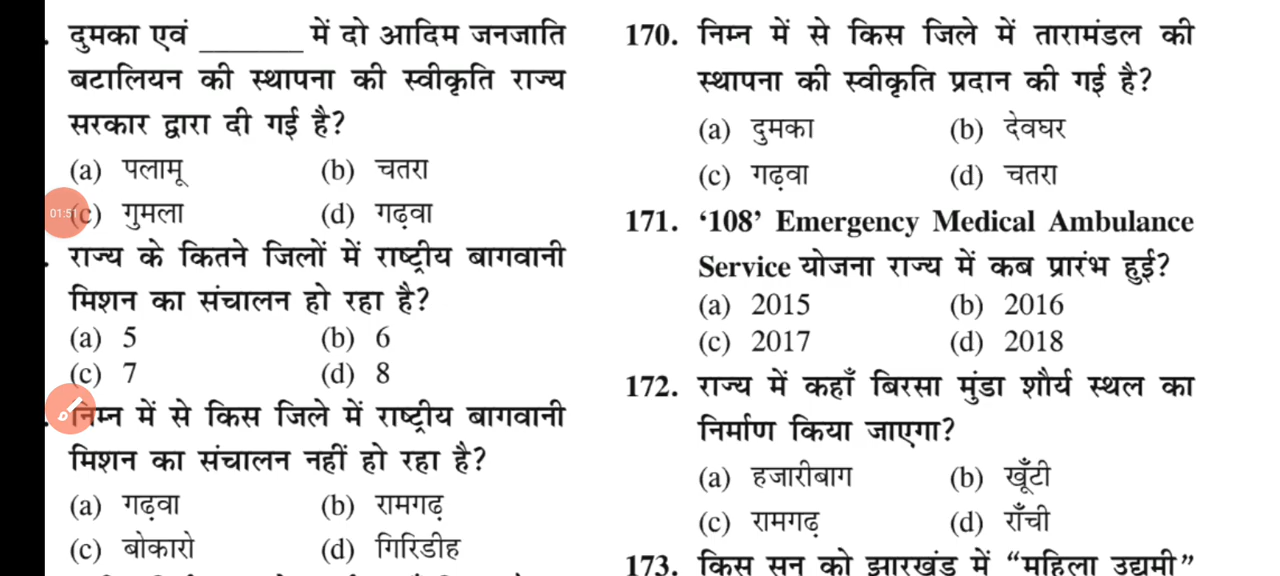 . दुमका एवं _______ में दो आदिम जनजाति
बटालियन की स्थापना की स्वीकृति राज्य
सरकार द्वारा दी गई है?
(a) पलामू (b) चतरा
01:51
(c) गुमला (d) गढ़वा
. राज्य के कितने जिलों में राष्ट्रीय बागवानी
मिशन का संचालन हो रहा है?
(a) 5 (b) 6
(c) 7 (d) 8
. निम्न में से किस जिले में राष्ट्रीय बागवानी
मिशन का संचालन नहीं हो रहा है?
(a) गढ़वा (b) रामगढ़
(c) बोकारो (d) गिरिडीह
170. निम्न में से किस जिले में तारामंडल की
स्थापना की स्वीकृति प्रदान की गई है?
(a) दुमका (b) देवघर
(c) गढ़वा (d) चतरा
171. ‘108’ Emergency Medical Ambulance
Service योजना राज्य में कब प्रारंभ हुई?
(a) 2015 (b) 2016
(c) 2017 (d) 2018
172. राज्य में कहाँ बिरसा मुंडा शौर्य स्थल का
निर्माण किया जाएगा?
(a) हजारीबाग (b) खूँटी
(c) रामगढ़ (d) राँची
173. किस सन को झारखंड में “महिला उद्यमी”